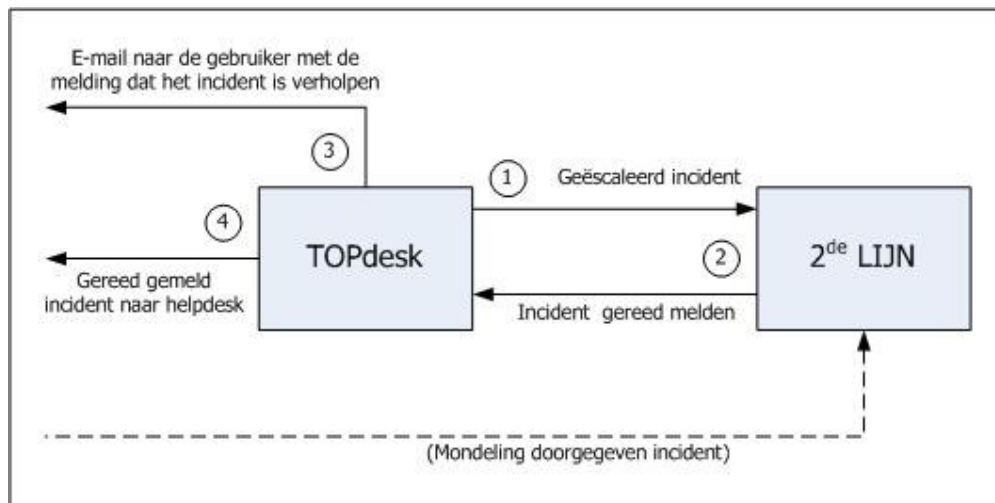 E-mail naar de gebruiker met de
melding dat het incident is verholpen
3
1
Geëscaleerd incident
4
TOPdesk
2
2de LIJN
Gereed gemeld
incident naar helpdesk
Incident gereed melden
(Mondeling doorgegeven incident)